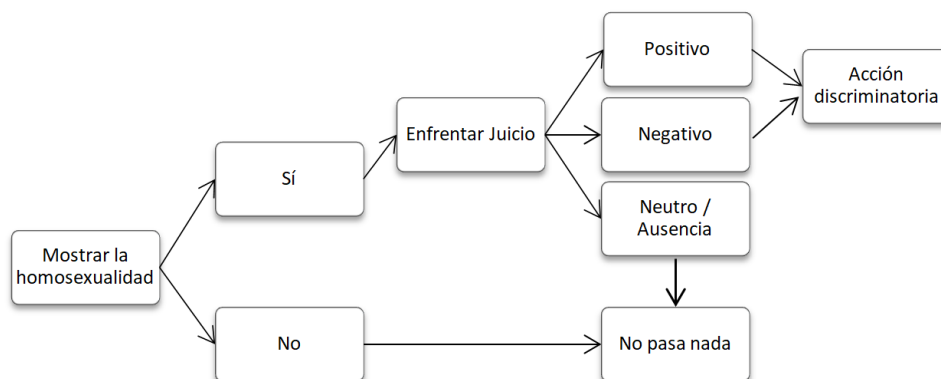 Mostrar la
homosexualidad
Sí
No
Enfrentar Juicio
Positivo
Negativo
Neutro /
Ausencia
No pasa nada
Acción
discriminatoria